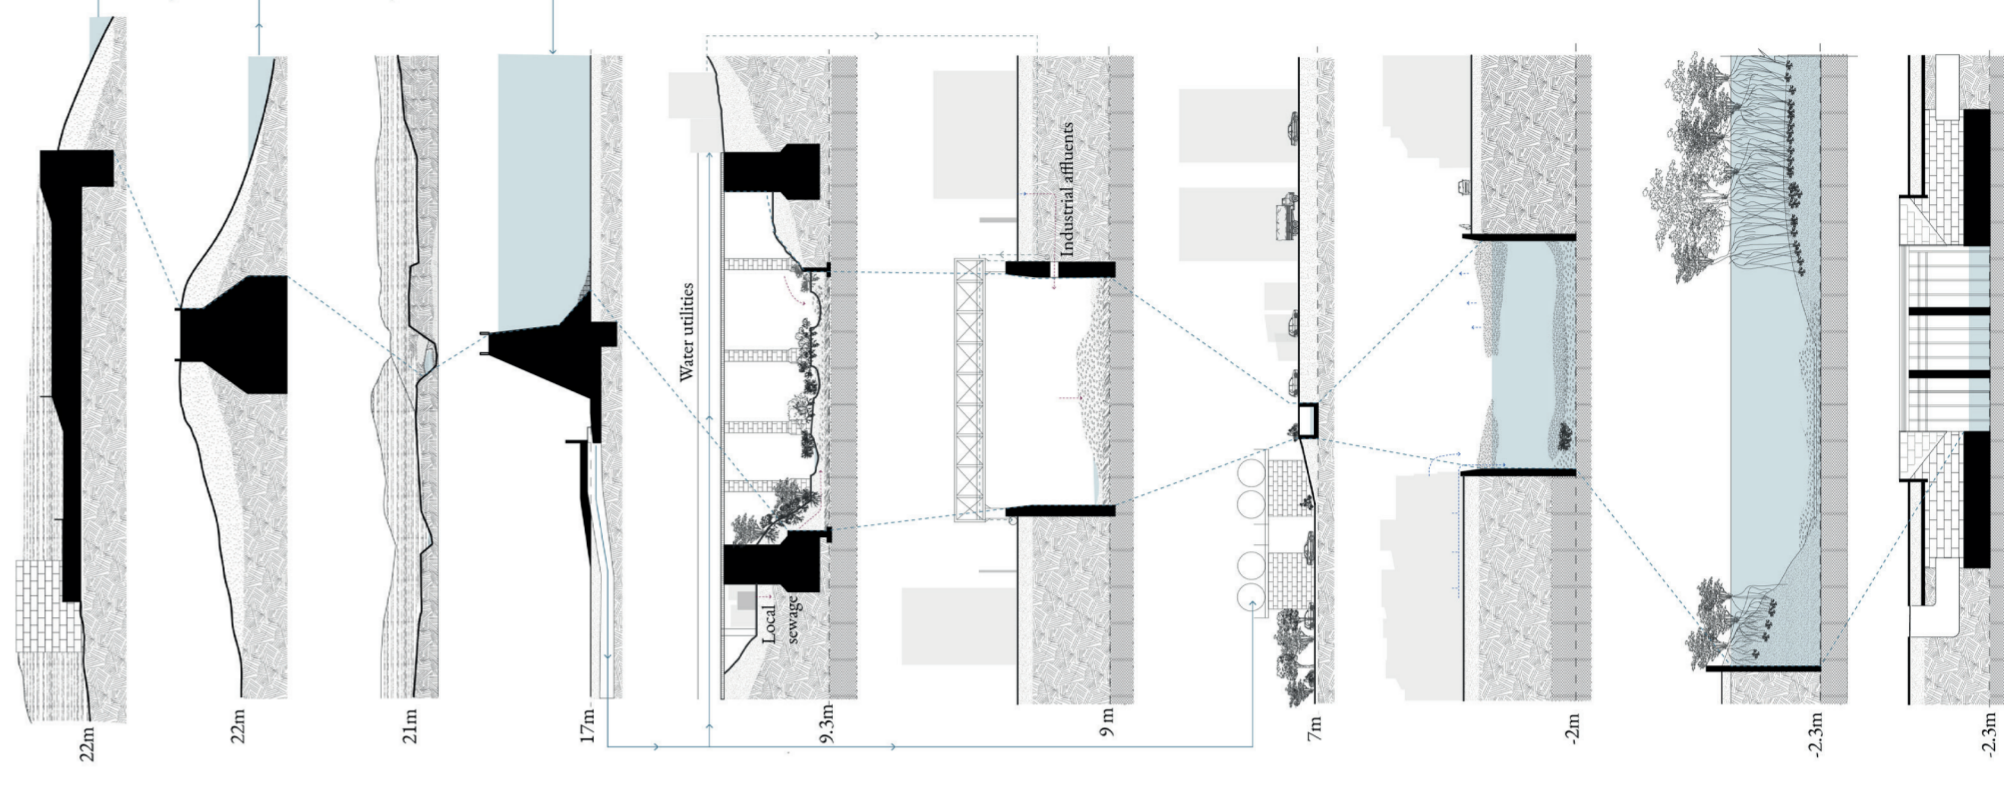 Water utilities
Local
sewage
Industrial affluents
22m
22m
21m
17m
9.3m
9 m
7m
-2m
-2.3m
-2.3m